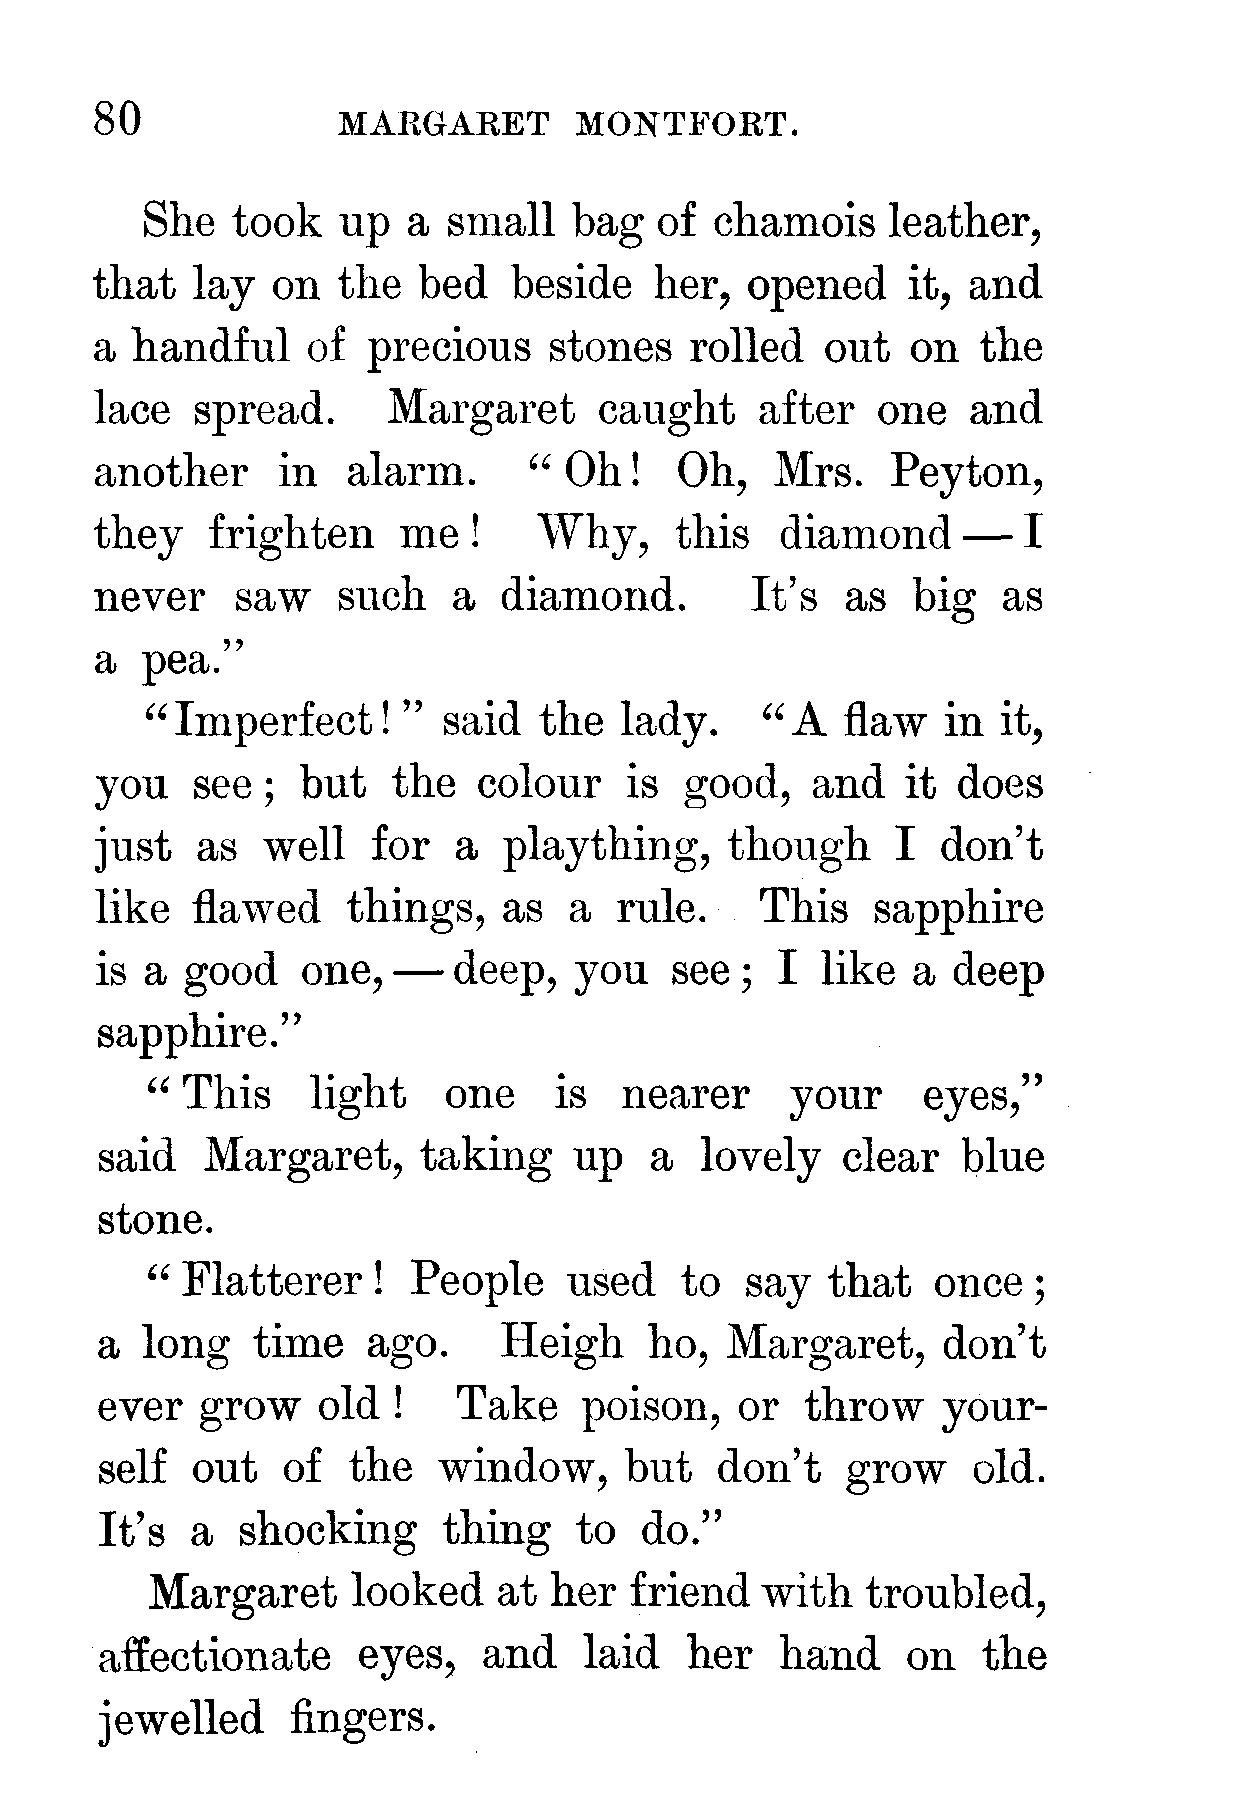 80 MARGARET MONTFORT.
She took up a small bag of chamois leather,
that lay on the bed beside her, opened it, and
a handful of precious stones rolled out on the
lace spread. Margaret caught after one and
another in alarm. “ Oh! Oh, Mrs. Peyton,
they frighten me ! Why, this diamond — I
never saw such a diamond. It’s as big as
a pea.”
“Imperfect! ” said the lady. “ A flaw in it,
you see ; but the colour is good, and it does
just as well for a plaything, though I don’t
like flawed things, as a rule. This sapphire
is a good one, — deep, you see ; I like a deep
sapphire.”
“ This light one is nearer your eyes,”
said Margaret, taking up a lovely clear blue
stone.
“ Flatterer ! People used to say that once ;
a long time ago. Heigh ho, Margaret, don’t
ever grow old ! Take poison, or throw your-
self out of the window, but don’t grow old.
It’s a shocking thing to do.”
Margaret looked at her friend with troubled,
affectionate eyes, and laid her hand on the
jewelled fingers.